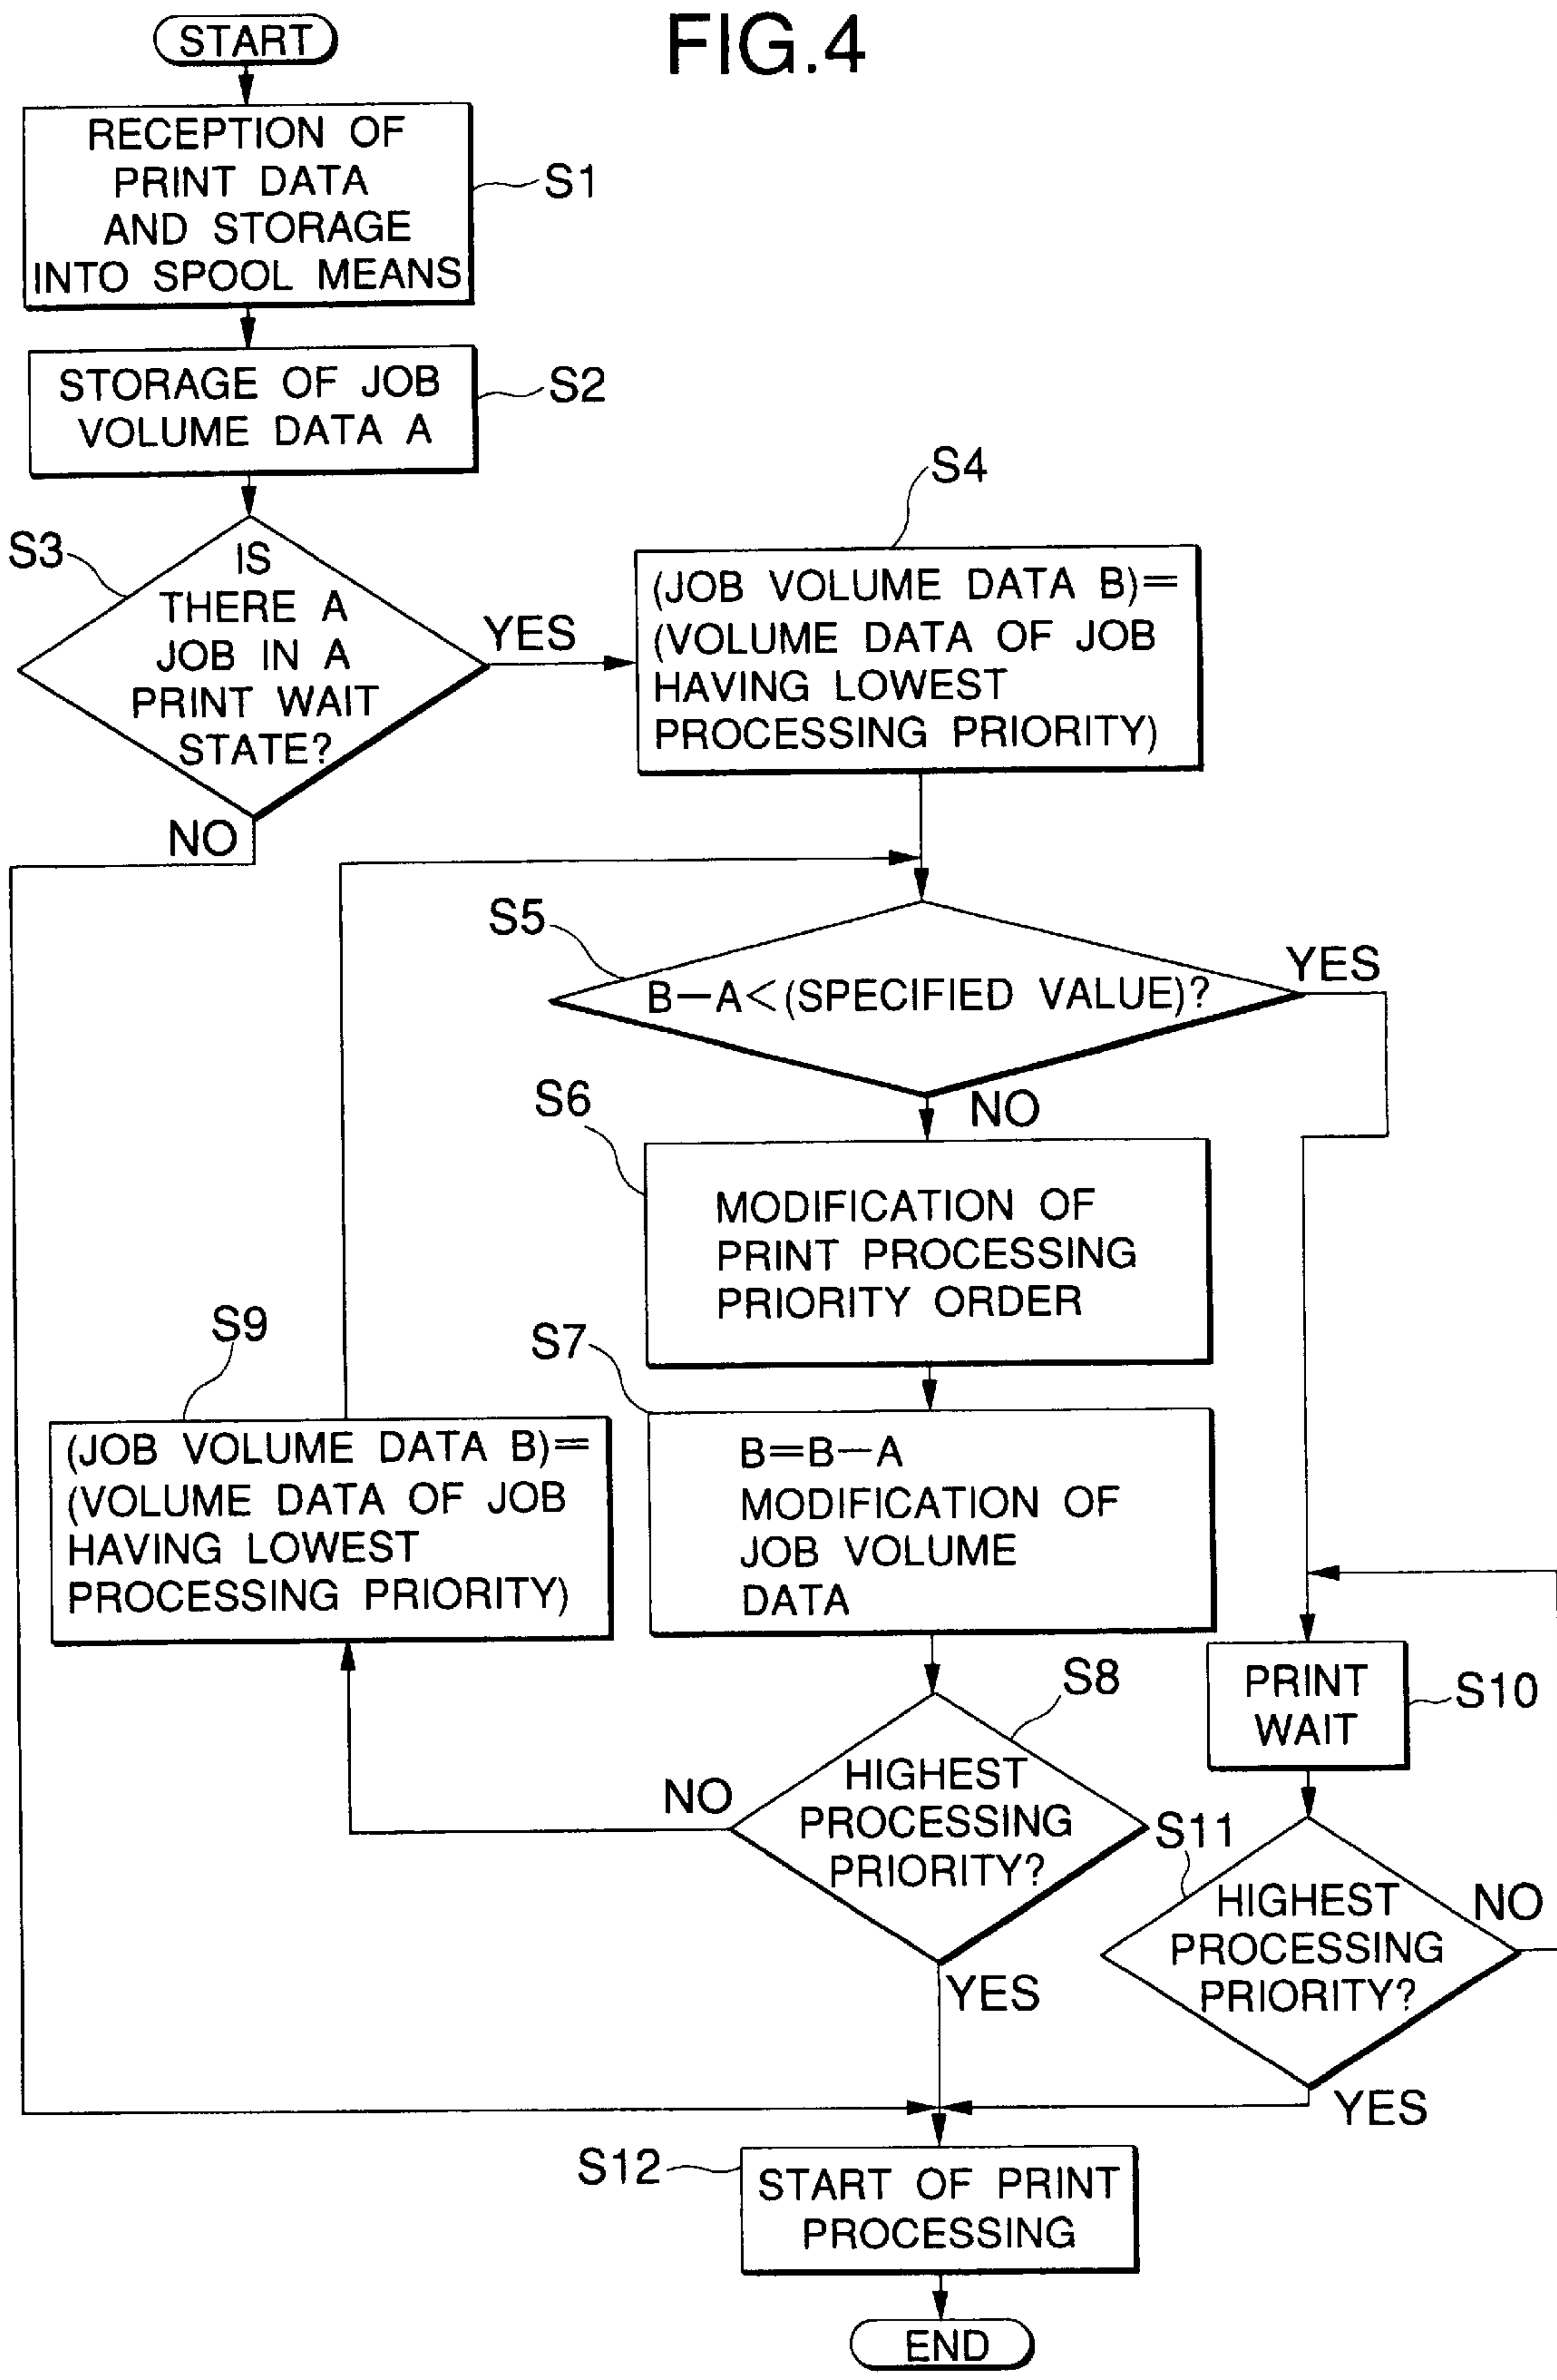 FIG.4
START
RECEPTION OF
PRINT DATA
AND STORAGE
INTO SPOOL MEANS
S1
STORAGE OF JOB
VOLUME DATA A
S2
S3
IS
THERE A
JOB IN A
PRINT WAIT
STATE?
YES
NO
S4
(JOB VOLUME DATA B)=
(VOLUME DATA OF JOB
HAVING LOWEST
PROCESSING PRIORITY)
S5
B-A<(SPECIFIED VALUE)?
YES
NO
S6
MODIFICATION OF
PRINT PROCESSING
PRIORITY ORDER
S7
B=B-A
MODIFICATION OF
JOB VOLUME
DATA
S9
(JOB VOLUME DATA B)=
(VOLUME DATA OF JOB
HAVING LOWEST
PROCESSING PRIORITY)
S8
HIGHEST
PROCESSING
PRIORITY?
NO
YES
PRINT
WAIT
S10
S11
HIGHEST
PROCESSING
PRIORITY?
NO
YES
S12
START OF PRINT
PROCESSING
END